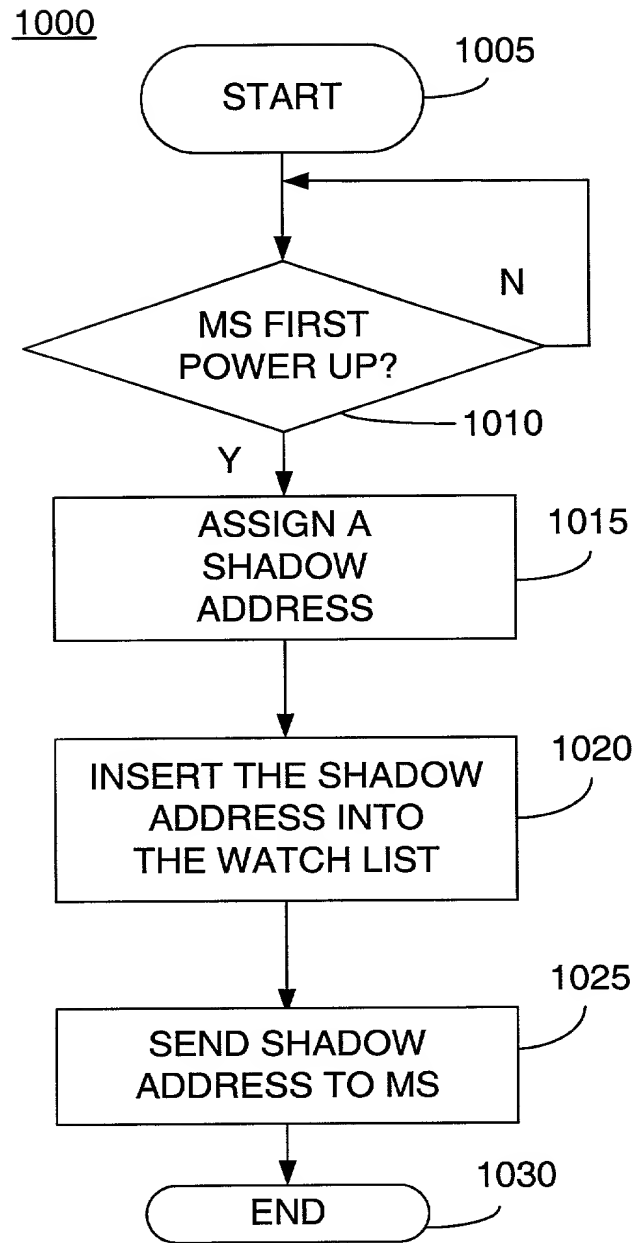 1000
1005
START
N
MS FIRST
POWER UP?
1010
Y
ASSIGN A
SHADOW
ADDRESS
1015
INSERT THE SHADOW
ADDRESS INTO
THE WATCH LIST
1020
SEND SHADOW
ADDRESS TO MS
1025
END
1030